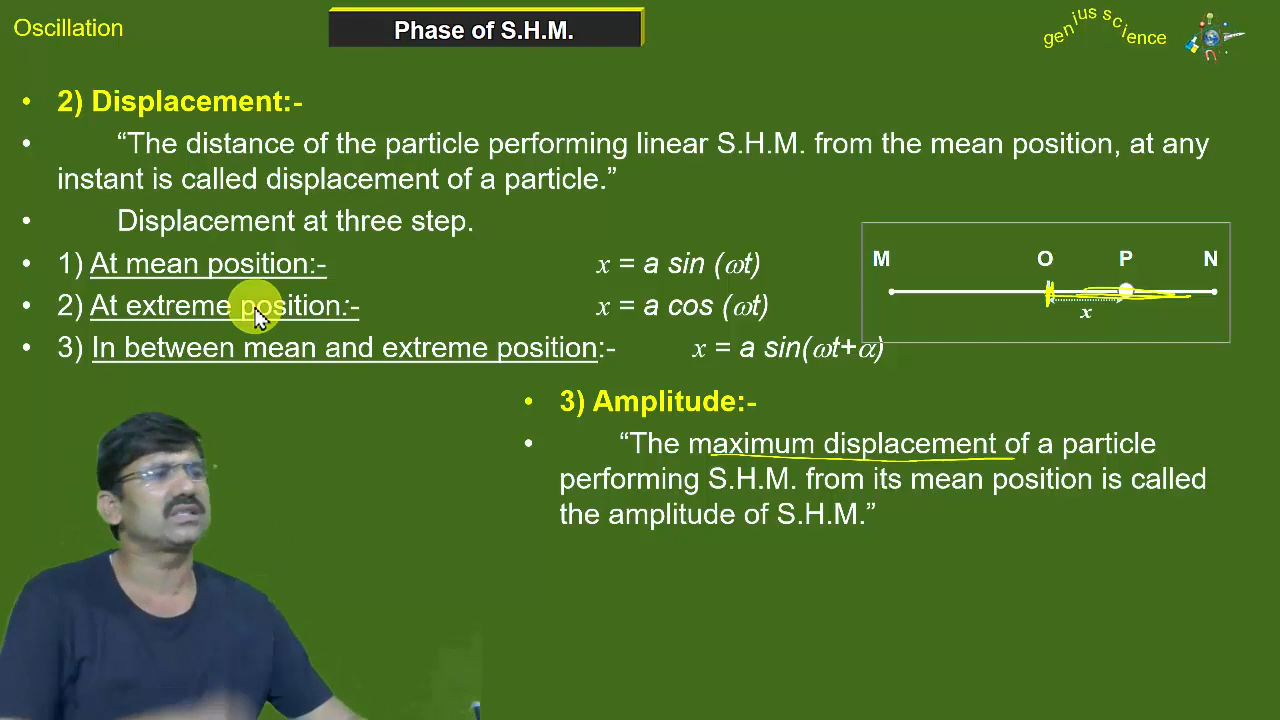 Oscillation
Phase of S.H.M.
genius science
• 2) Displacement:-
• “The distance of the particle performing linear S.H.M. from the mean position, at any
instant is called displacement of a particle.”
• Displacement at three step.
• 1) At mean position:- x = a sin (ωt)
• 2) At extreme position:- x = a cos (ωt)
• 3) In between mean and extreme position:- x = a sin(ωt+α)
M O P N
x
• 3) Amplitude:-
• “The maximum displacement of a particle
performing S.H.M. from its mean position is called
the amplitude of S.H.M.”